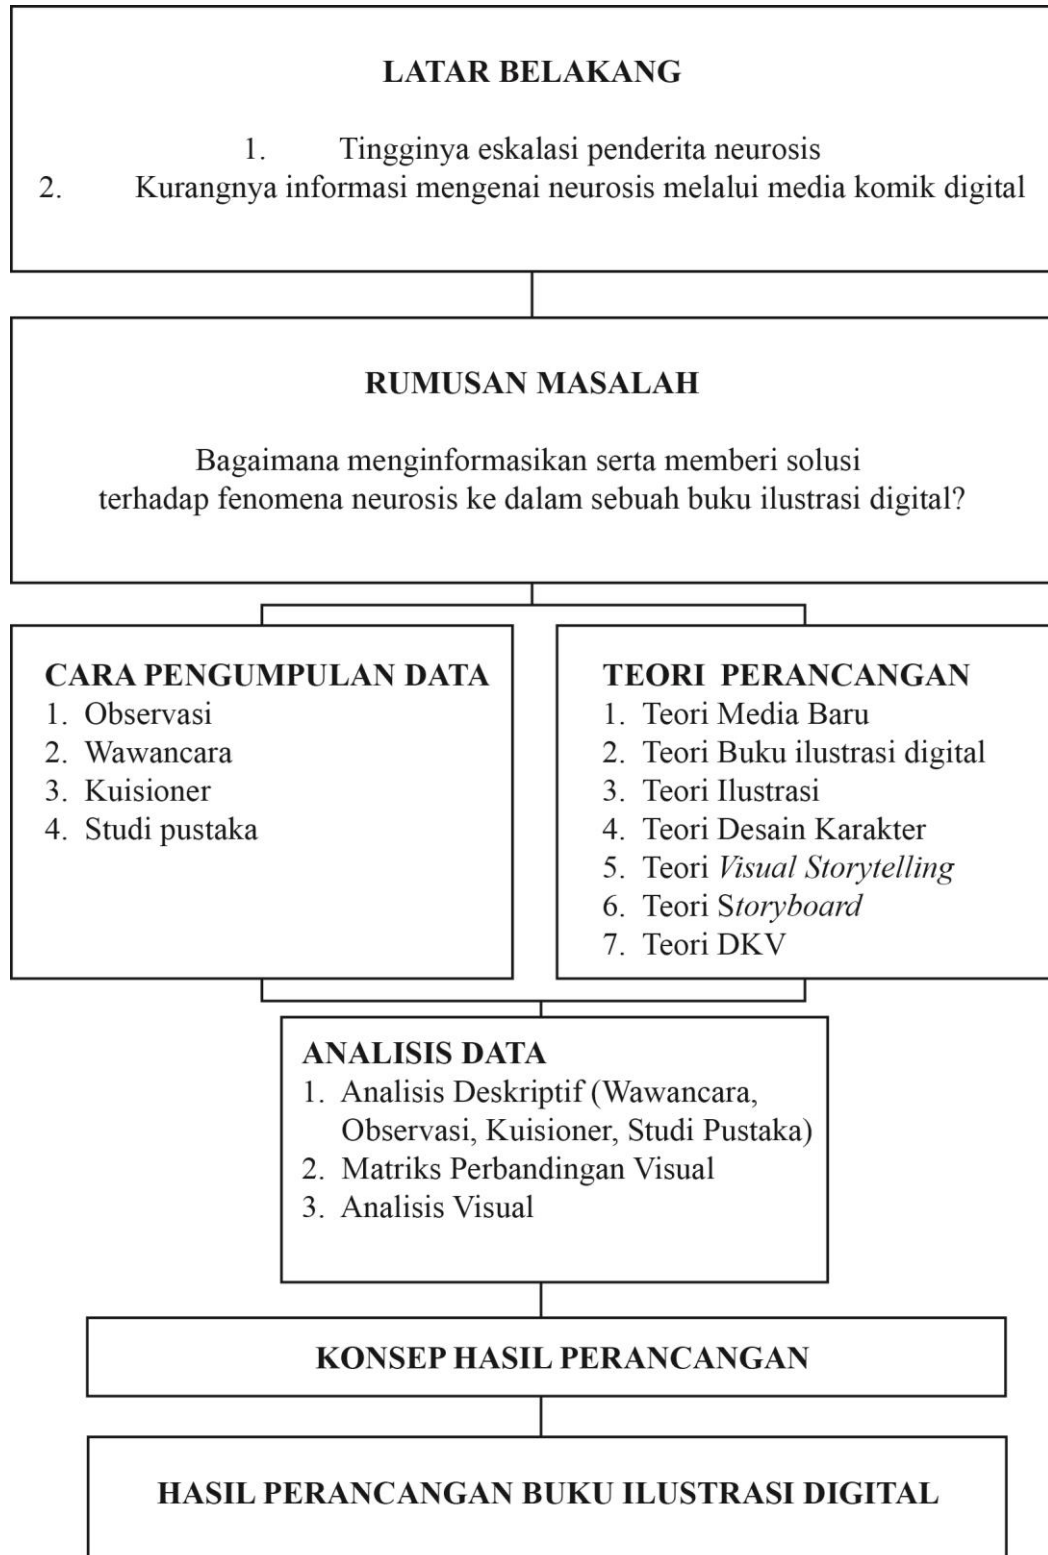 LATAR BELAKANG
1. Tingginya eskalasi penderita neurosis
2. Kurangnya informasi mengenai neurosis melalui media komik digital
RUMUSAN MASALAH
Bagaimana menginformasikan serta memberi solusi
terhadap fenomena neurosis ke dalam sebuah buku ilustrasi digital?
CARA PENGUMPULAN DATA
1. Observasi
2. Wawancara
3. Kuisioner
4. Studi pustaka
TEORI PERANCANGAN
1. Teori Media Baru
2. Teori Buku ilustrasi digital
3. Teori Ilustrasi
4. Teori Desain Karakter
5. Teori Visual Storytelling
6. Teori Storyboard
7. Teori DKV
ANALISIS DATA
1. Analisis Deskriptif (Wawancara,
Observasi, Kuisioner, Studi Pustaka)
2. Matriks Perbandingan Visual
3. Analisis Visual
KONSEP HASIL PERANCANGAN
HASIL PERANCANGAN BUKU ILUSTRASI DIGITAL